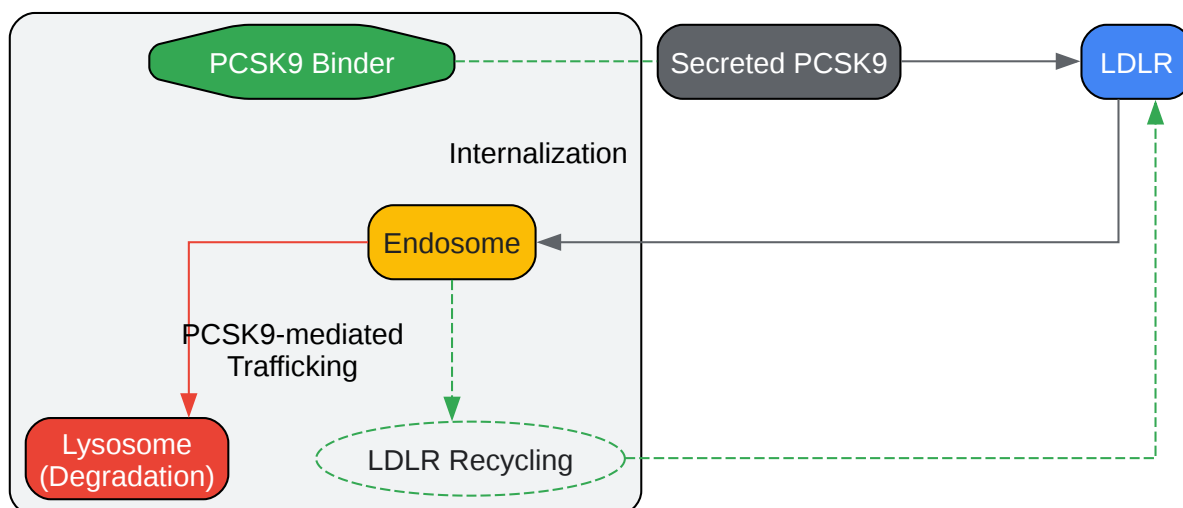 PCSK9 Binder
Secreted PCSK9
LDLR
Internalization
Endosome
PCSK9-mediated
Trafficking
Lysosome
(Degradation)
LDLR Recycling